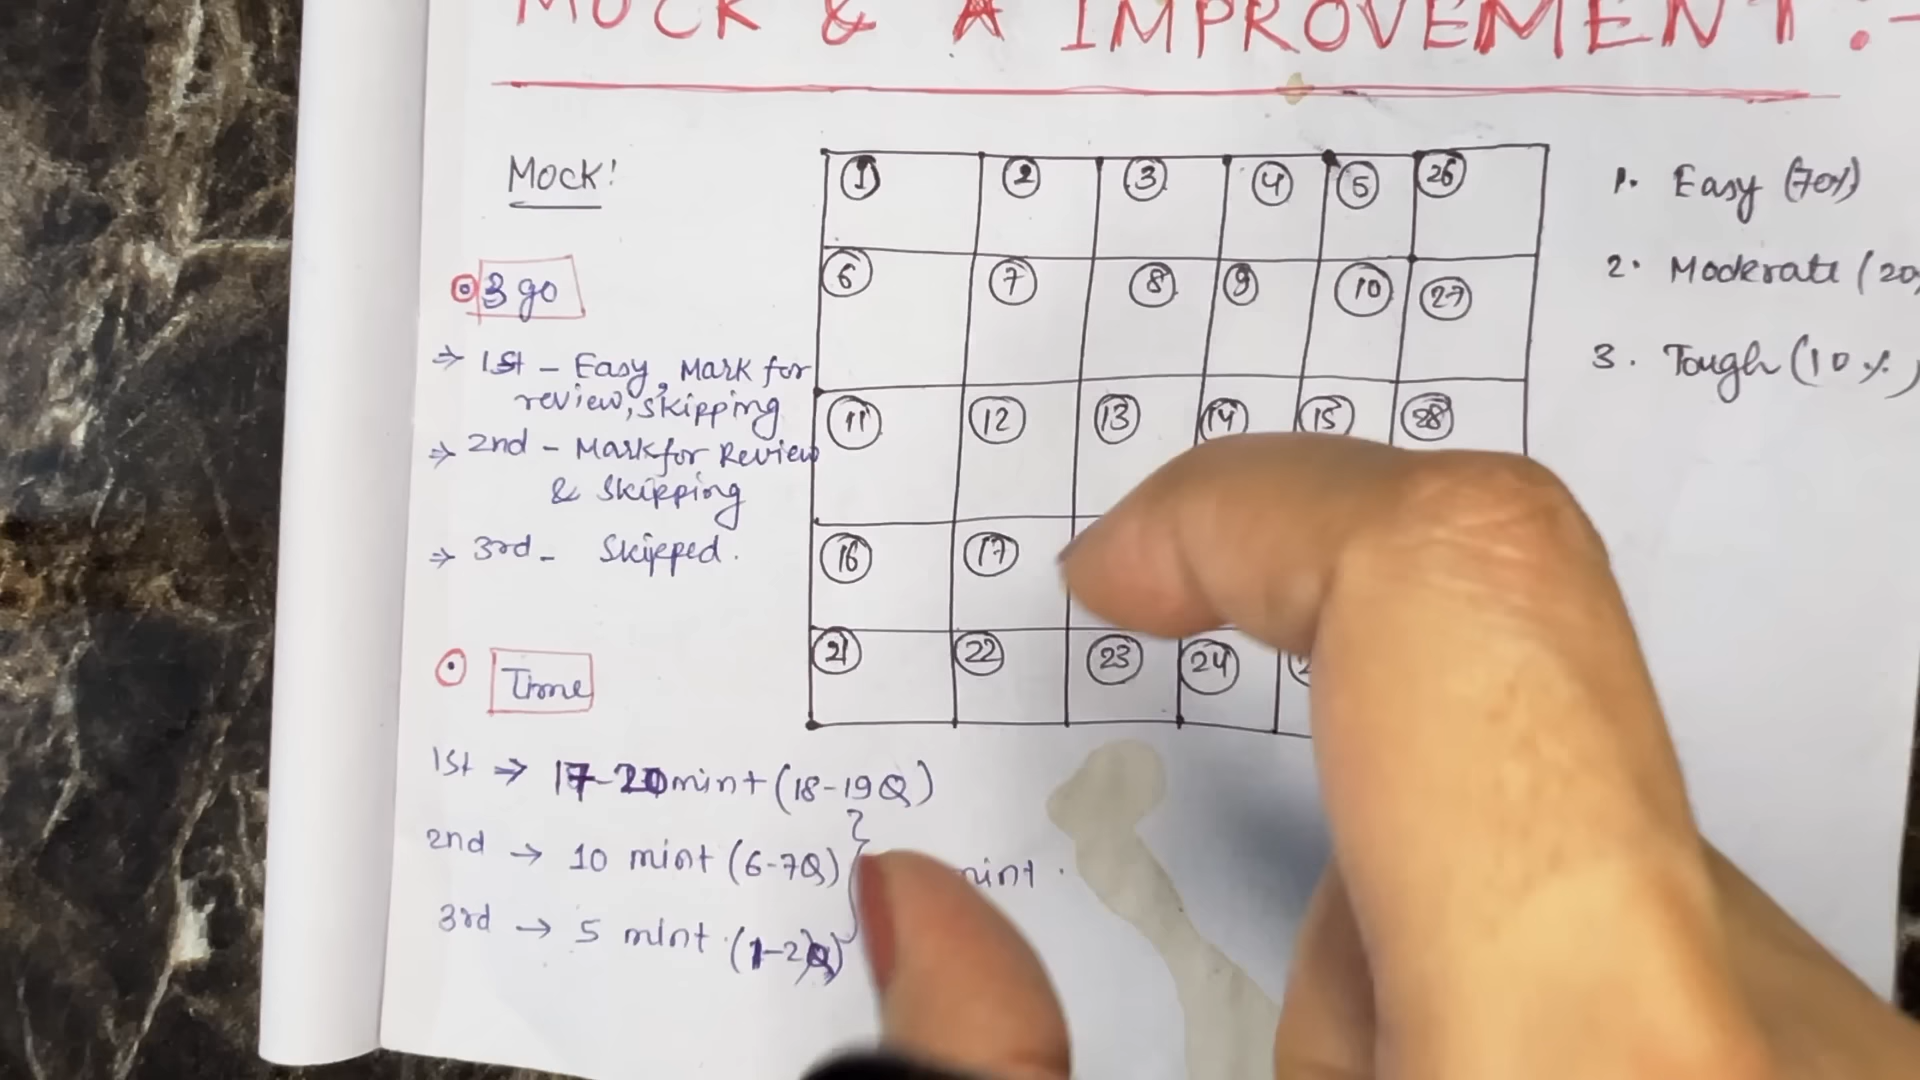 MOCK & A IMPROVEMENT :-
Mock!
3 go
⇒ 1st - Easy, Mark for
review, skipping
⇒ 2nd - Mark for Review
& Skipping
⇒ 3rd - Skipped.
Time
1st ⇒ 17-20 mint (18-19Q)
2nd → 10 mint (6-7Q)
3rd → 5 mint. (1-2Q)
1 2 3 4 5 26
6 7 8 9 10 27
11 12 13 14 15 28
16 17
21 22 23 24
1. Easy (70%)
2. Moderate (20
3. Tough (10%)